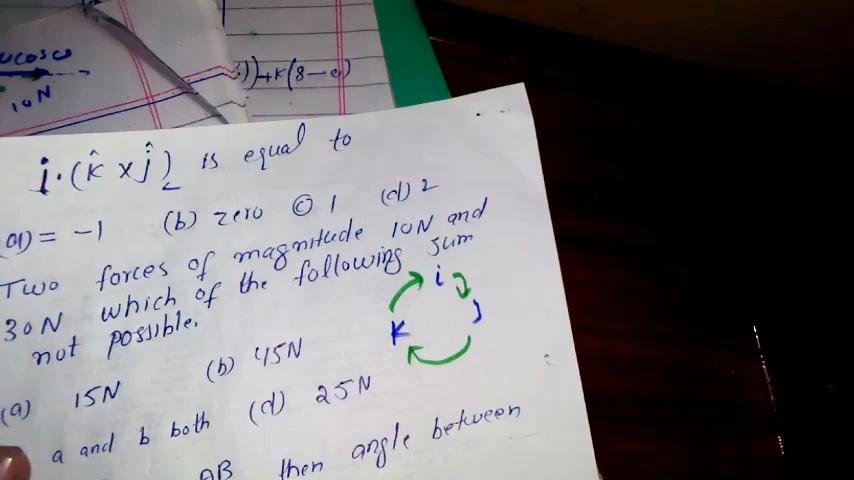 10N
)+K(8-
i.(k̂ x ĵ) is equal to
(a) = -1 (b) zero (c) 1 (d) 2
Two forces of magnitude 10N and
30N which of the following sum
not possible.
i
j
K
(a) 15N (b) 45N
a and b both (d) 25N
AB then angle between